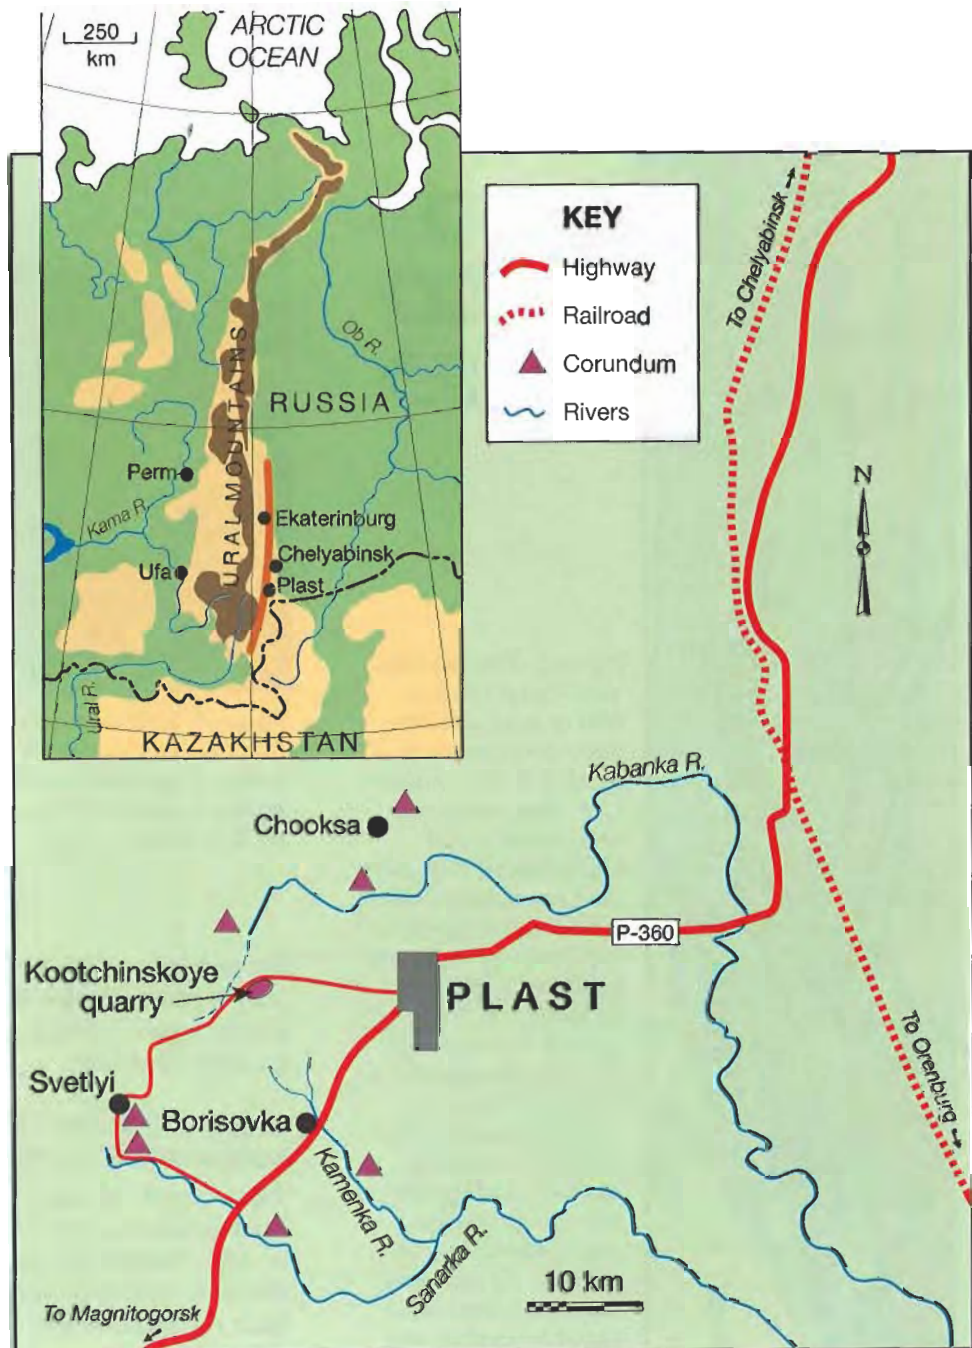 250
km
ARCTIC
OCEAN
Ob R.
RUSSIA
URAL MOUNTAINS
Perm
Kama R.
Ekaterinburg
Chelyabinsk
Ufa
Plast
Ural R.
KAZAKHSTAN
KEY
Highway
Railroad
Corundum
Rivers
To Chelyabinsk
N
Kabanka R.
Chooksa
P-360
Kootchinskoye
quarry
PLAST
To Orenburg
Svetlyi
Borisovka
Kamenka R.
Sanarka R.
10 km
To Magnitogorsk